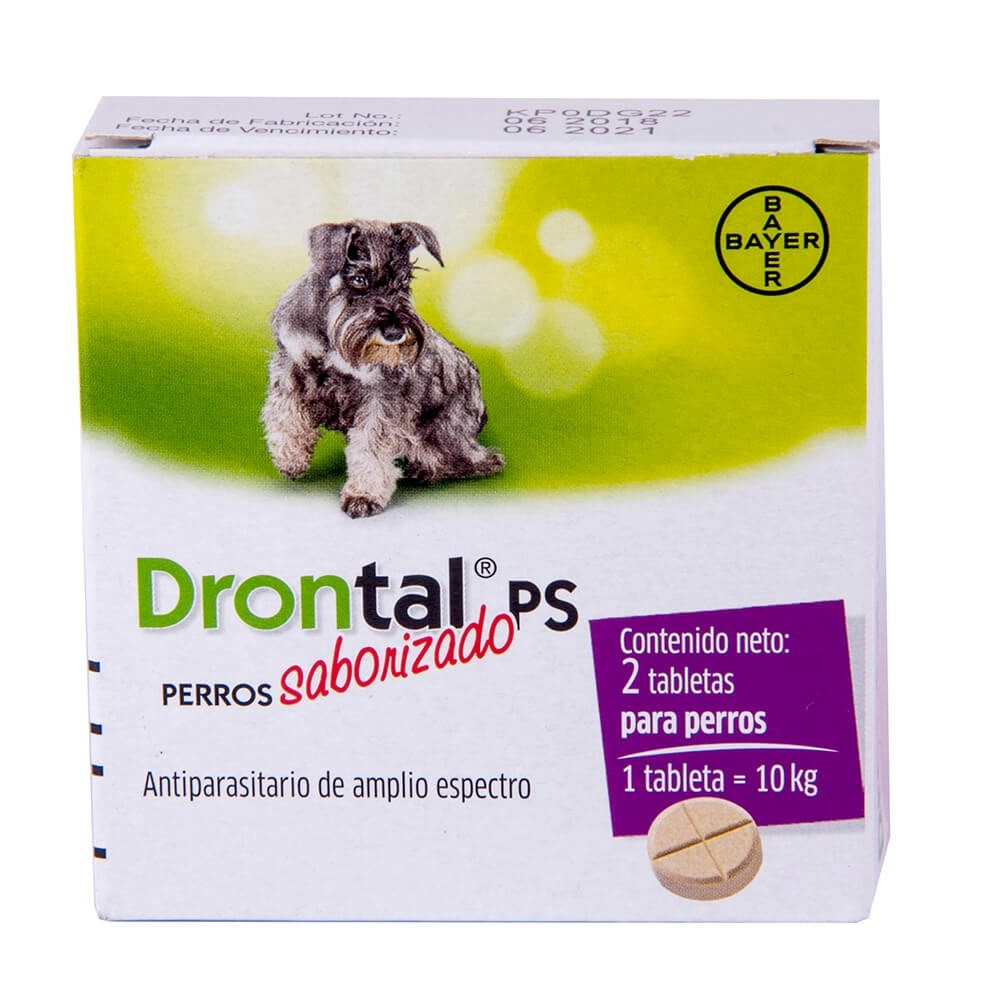 Lot No.: KP0DG22
Fecha de Fabricación: 06 2018
Fecha de Vencimiento: 06 2021
BAYER
BAYER
Drontal® PS
PERROS saborizado
Antiparasitario de amplio espectro
Contenido neto:
2 tabletas
para perros
1 tableta = 10 kg